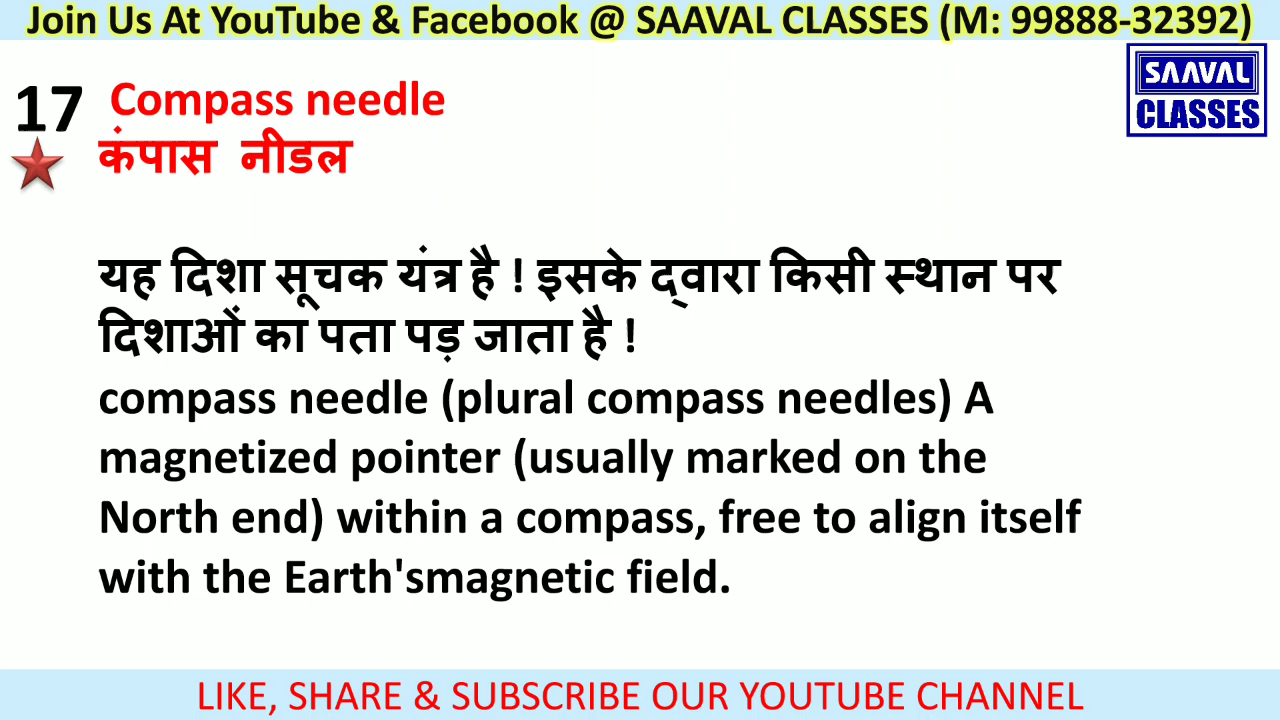 Join Us At YouTube & Facebook @ SAAVAL CLASSES (M: 99888-32392)
SAAVAL
CLASSES
17 Compass needle
कंपास नीडल
यह दिशा सूचक यंत्र है ! इसके द्वारा किसी स्थान पर
दिशाओं का पता पड़ जाता है !
compass needle (plural compass needles) A
magnetized pointer (usually marked on the
North end) within a compass, free to align itself
with the Earth'smagnetic field.
LIKE, SHARE & SUBSCRIBE OUR YOUTUBE CHANNEL